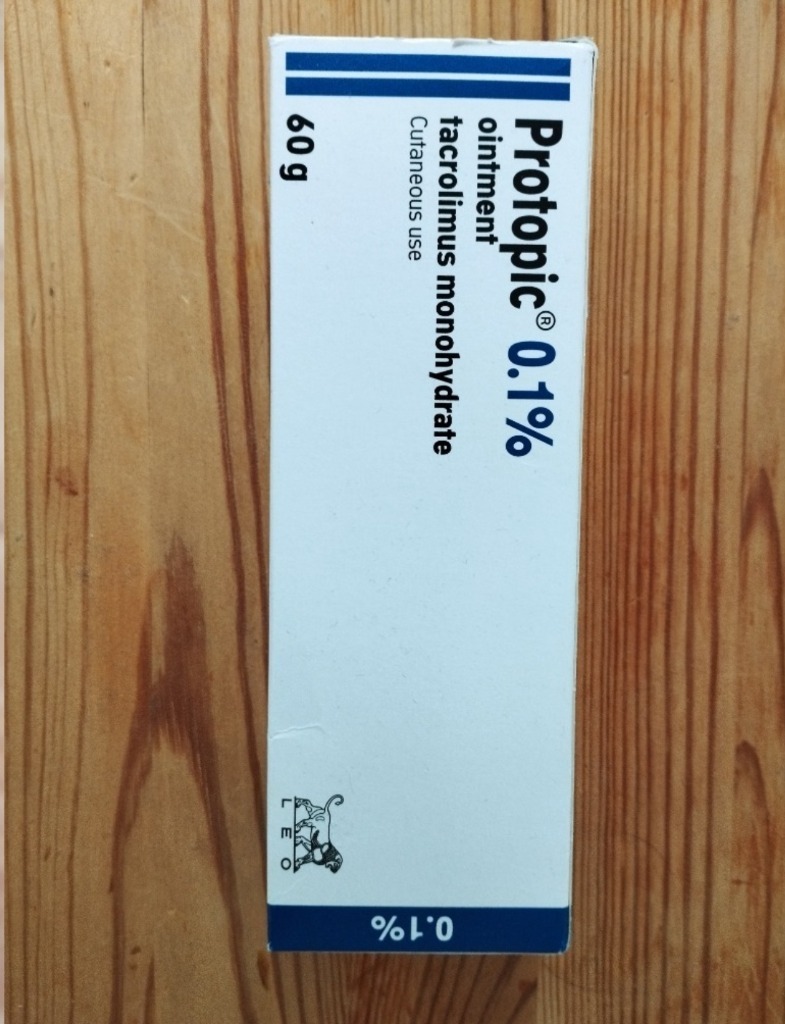 Protopic® 0.1%
ointment
tacrolimus monohydrate
Cutaneous use
60 g
LEO
0.1%